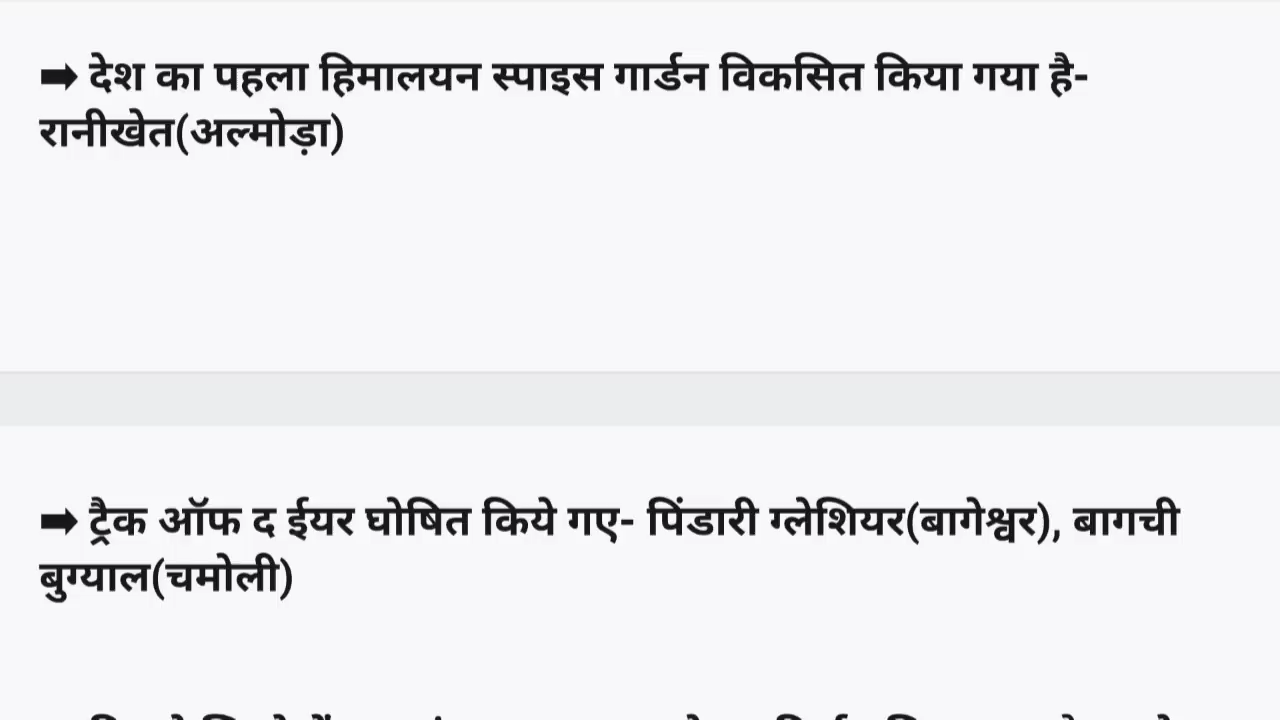 ➡ देश का पहला हिमालयन स्पाइस गार्डन विकसित किया गया है-
रानीखेत(अल्मोड़ा)
➡ ट्रैक ऑफ द ईयर घोषित किये गए- पिंडारी ग्लेशियर(बागेश्वर), बागची
बुग्याल(चमोली)